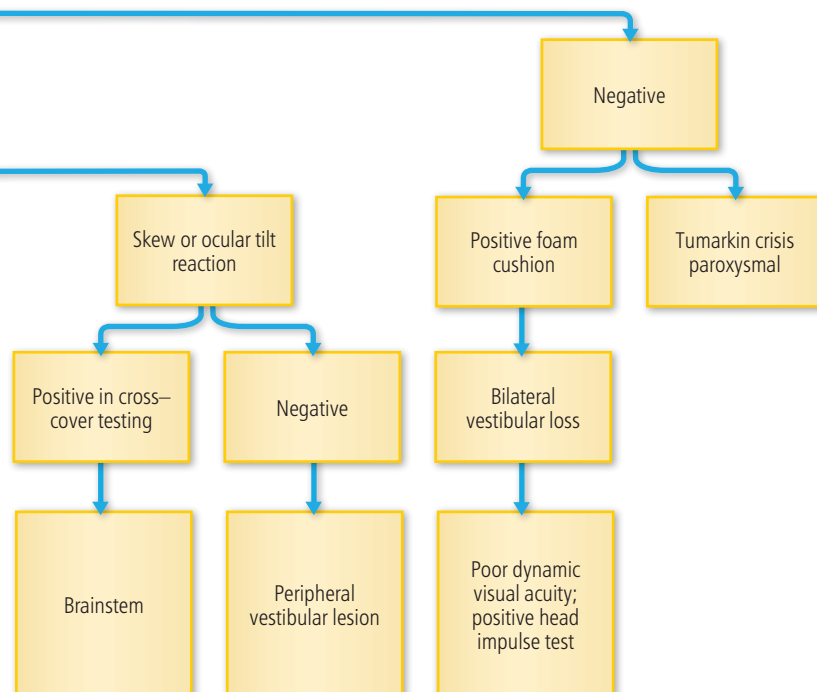 Negative
Skew or ocular tilt
reaction
Positive foam
cushion
Tumarkin crisis
paroxysmal
Positive in cross–
cover testing
Negative
Bilateral
vestibular loss
Brainstem
Peripheral
vestibular lesion
Poor dynamic
visual acuity;
positive head
impulse test